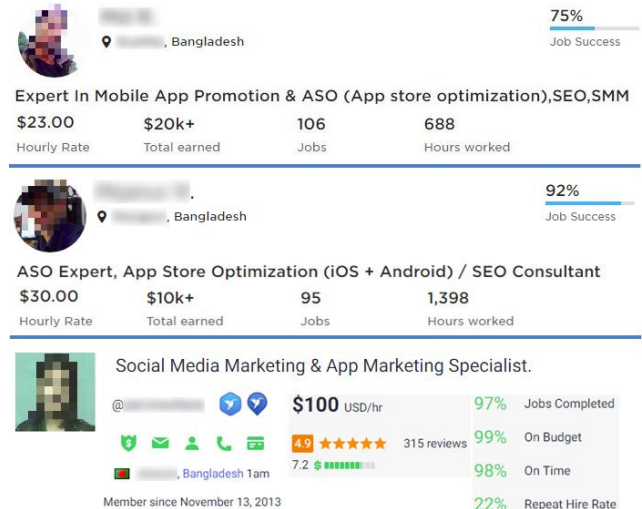 75%
, Bangladesh
Job Success
Expert In Mobile App Promotion & ASO (App store optimization),SEO,SMM
$23.00 $20k+ 106 688
Hourly Rate Total earned Jobs Hours worked
.
92%
, Bangladesh
Job Success
ASO Expert, App Store Optimization (iOS + Android) / SEO Consultant
$30.00 $10k+ 95 1,398
Hourly Rate Total earned Jobs Hours worked
Social Media Marketing & App Marketing Specialist.
@ $100 USD/hr 97% Jobs Completed
4.9 315 reviews 99% On Budget
7.2 $ 98% On Time
, Bangladesh 1am
Member since November 13, 2013 22% Repeat Hire Rate